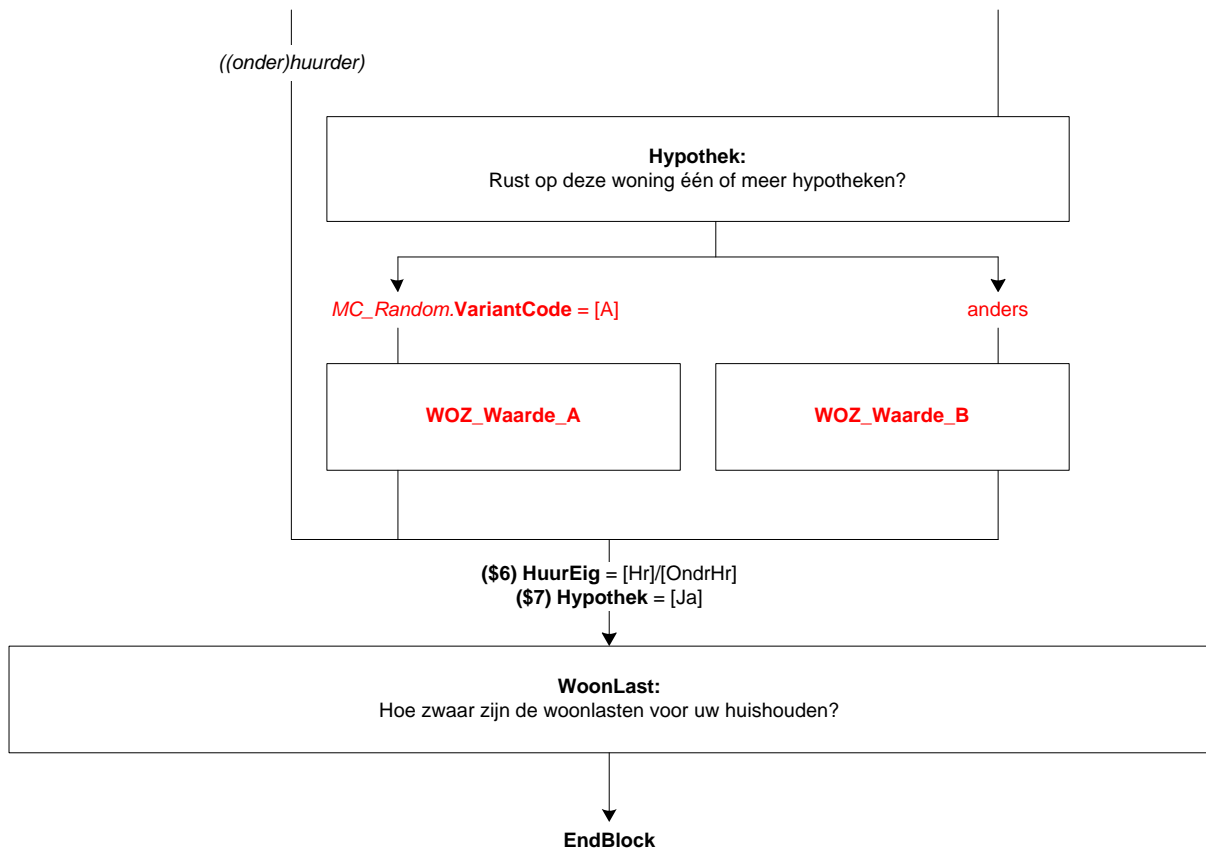 ((onder)huurder)
Hypothek:
Rust op deze woning één of meer hypotheken?
MC_Random.VariantCode = [A]
anders
WOZ_Waarde_A
WOZ_Waarde_B
($6) HuurEig = [Hr]/[OndrHr]
($7) Hypothek = [Ja]
WoonLast:
Hoe zwaar zijn de woonlasten voor uw huishouden?
EndBlock